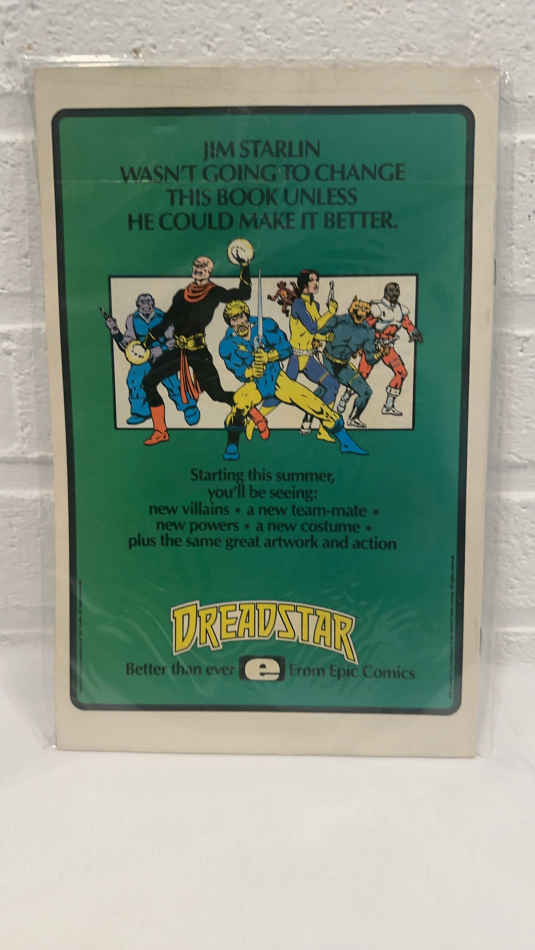 JIM STARLIN
WASN'T GOING TO CHANGE
THIS BOOK UNLESS
HE COULD MAKE IT BETTER.
Starting this summer,
you'll be seeing:
new villains • a new team-mate •
new powers • a new costume •
plus the same great artwork and action
DREADSTAR
Better than ever e From Epic Comics